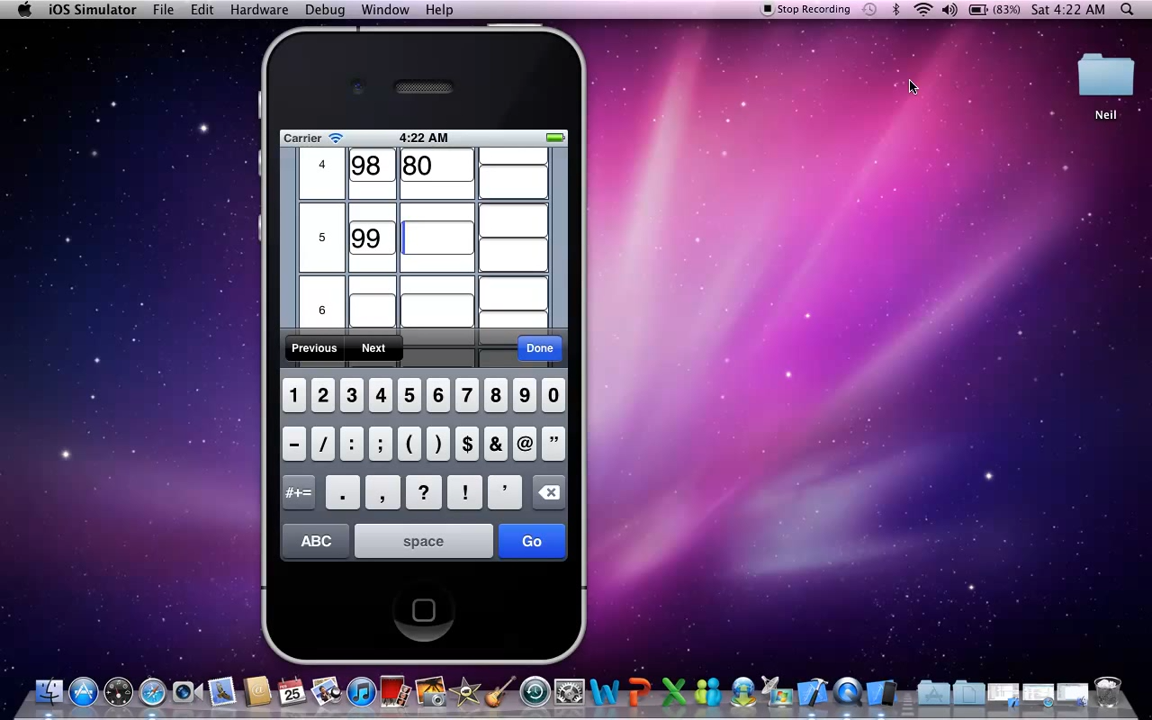 iOS Simulator File Edit Hardware Debug Window Help Stop Recording (83%) Sat 4:22 AM
Neil
Carrier 4:22 AM
4 98 80
5 99
6
Previous Next Done
1 2 3 4 5 6 7 8 9 0
- / : ; ( ) $ & @ ”
#+= . , ? ! ’
ABC space Go
25